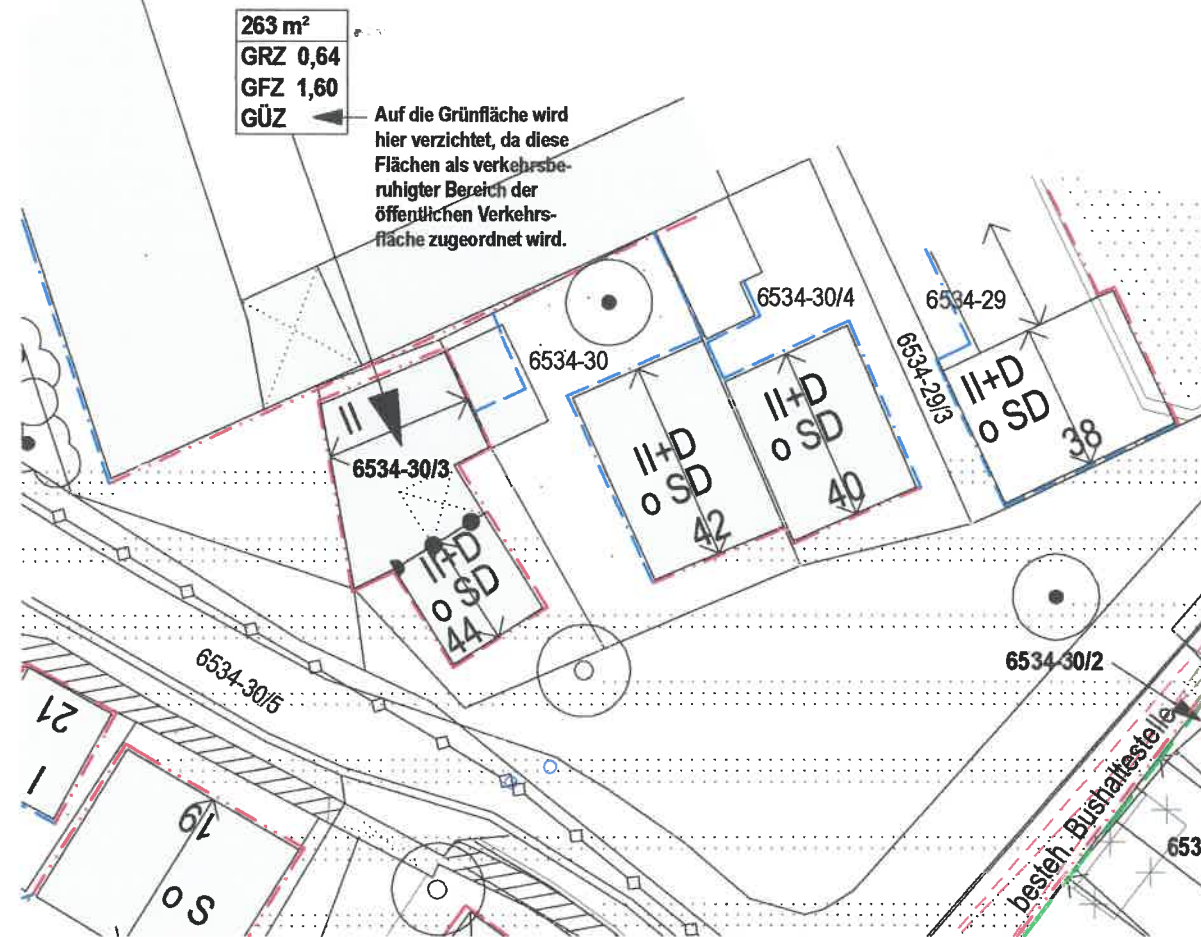 263 m²
GRZ 0,64
GFZ 1,60
GÜZ
Auf die Grünfläche wird
hier verzichtet, da diese
Flächen als verkehrsbe-
ruhigter Bereich der
öffentlichen Verkehrs-
fläche zugeordnet wird.
6534-30/4
6534-29
6534-30
6534-29/3
II
6534-30/3
II+D
o SD
42
II+D
o SD
40
II+D
o SD
38
II+D
o SD
44
6534-30/5
6534-30/2
21
I
19
o S
besteh. Bushaltestelle
653